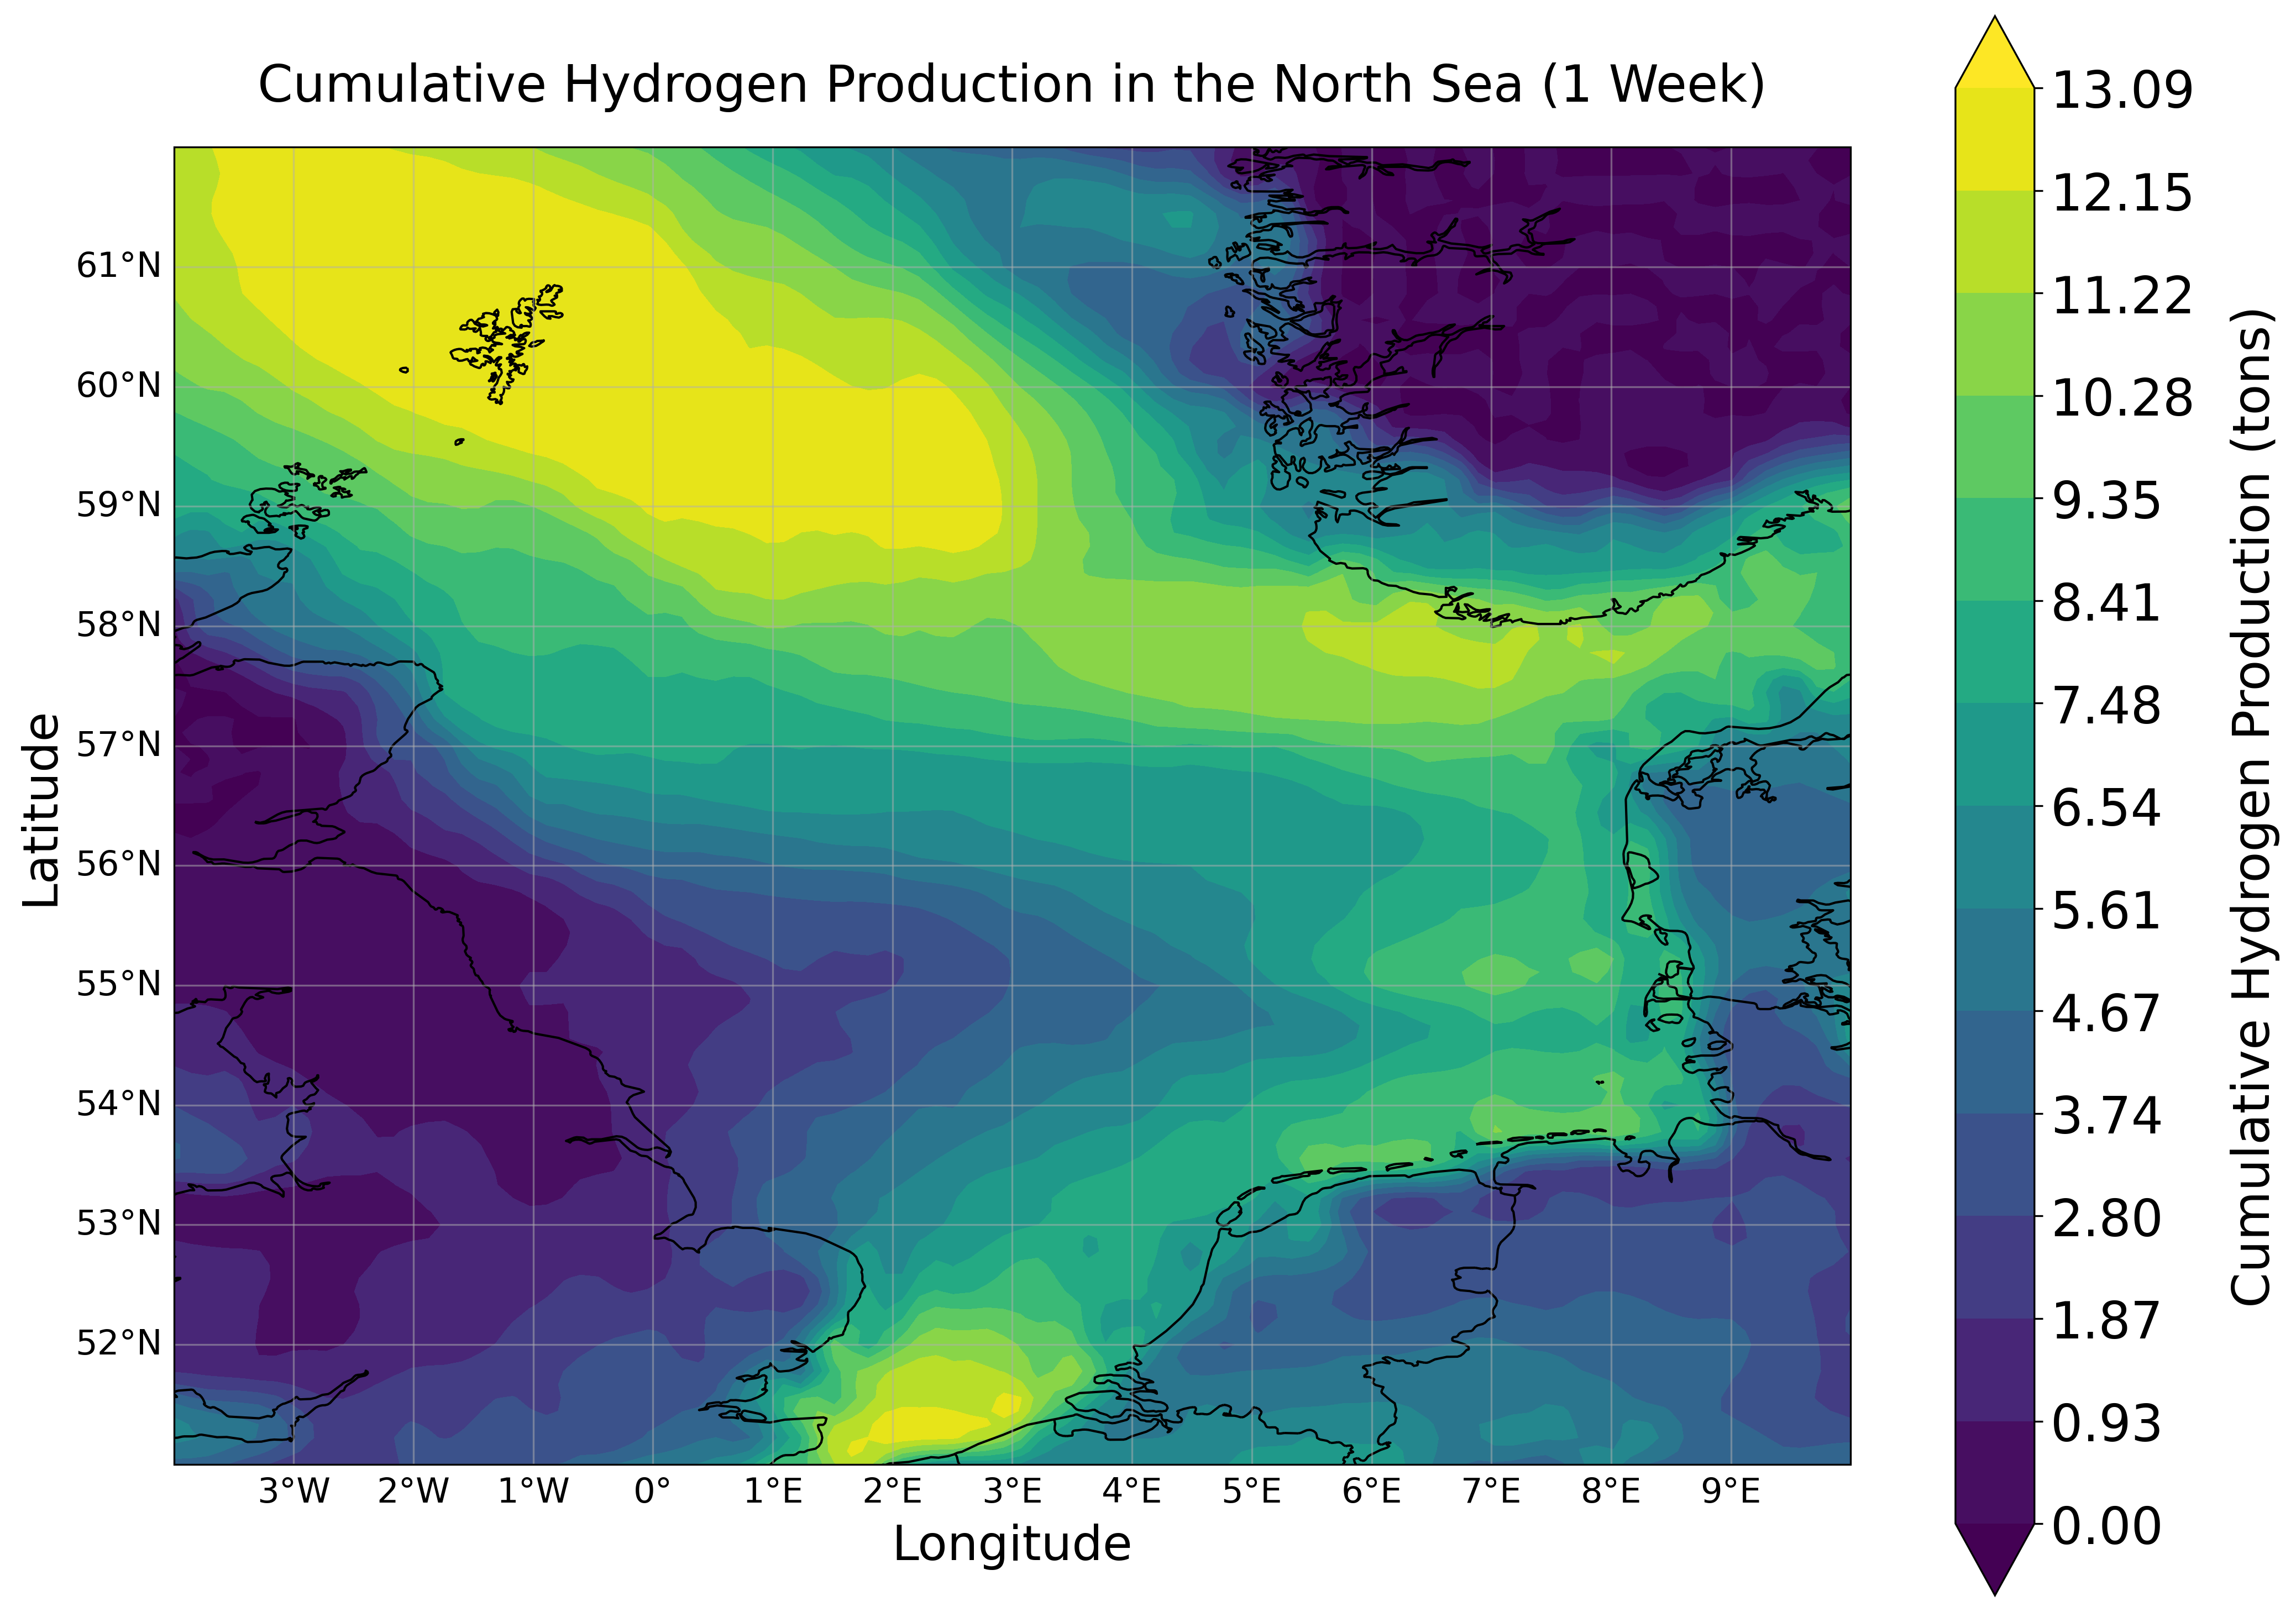 Cumulative Hydrogen Production in the North Sea (1 Week)
61°N
60°N
59°N
58°N
57°N
56°N
55°N
54°N
53°N
52°N
Latitude
3°W 2°W 1°W 0° 1°E 2°E 3°E 4°E 5°E 6°E 7°E 8°E 9°E
Longitude
13.09
12.15
11.22
10.28
9.35
8.41
7.48
6.54
5.61
4.67
3.74
2.80
1.87
0.93
0.00
Cumulative Hydrogen Production (tons)